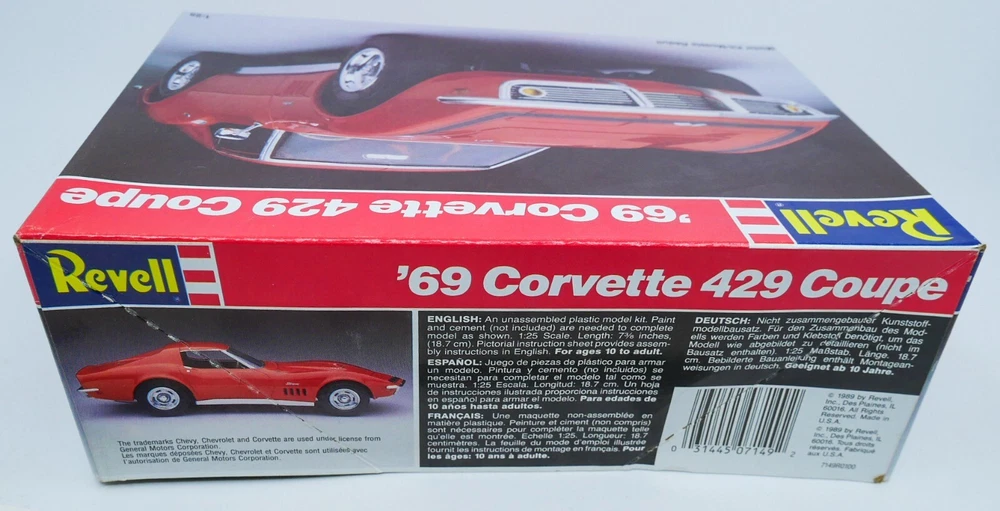 '69 Corvette 429 Coupe
Revell
Revell
'69 Corvette 429 Coupe
ENGLISH: An unassembled plastic model kit. Paint
and cement (not included) are needed to complete
model as shown. 1:25 Scale. Length: 7⅜ inches,
(18.7 cm). Pictorial instruction sheet provides assem-
bly instructions in English. For ages 10 to adult.
ESPAÑOL: Juego de piezas de plástico para armar
un modelo. Pintura y cemento (no incluidos) se
necesitan para completar el modelo tal como se
muestra. 1:25 Escala. Longitud: 18.7 cm. Un hoja
de instrucciones ilustrada proporciona instrucciones
en español para armar el modelo. Para edades de
10 años hasta adultos.
FRANÇAIS: Une maquette non-assemblée en
matière plastique. Peinture et ciment (non compris)
sont nécessaires pour compléter la maquette telle
qu'elle est montrée. Echelle 1:25. Longueur: 18.7
centimètres. La feuille du mode d'emploi illustrée
fournit les instructions de montage en français. Pour
les âges: 10 ans à adulte.
DEUTSCH: Nicht zusammengebauter Kunststoff-
modellbausatz. Für den Zusammenbau des Mod-
ells werden Farben und Klebstoff benötigt, um das
Modell wie abgebildet zu detaillieren (nicht im
Bausatz enthalten). 1:25 Maßstab. Länge. 18.7
cm. Bebilderte Bauanleitung enthält Montagean-
weisungen in deutsch. Geeignet ab 10 Jahre.
The trademarks Chevy, Chevrolet and Corvette are used under license from
General Motors Corporation.
Les marques déposées Chevy, Chevrolet et Corvette sont utilisées avec
l'autorisation de General Motors Corporation.
0 31445 07149 2
© 1989 by Revell,
Inc., Des Plaines, IL
60016. All Rights
Reserved. Made in
U.S.A.
© 1989 by Revell,
Inc., Des Plaines, IL
60016. Tous droits
réservés. Fabriqué
aux U.S.A.